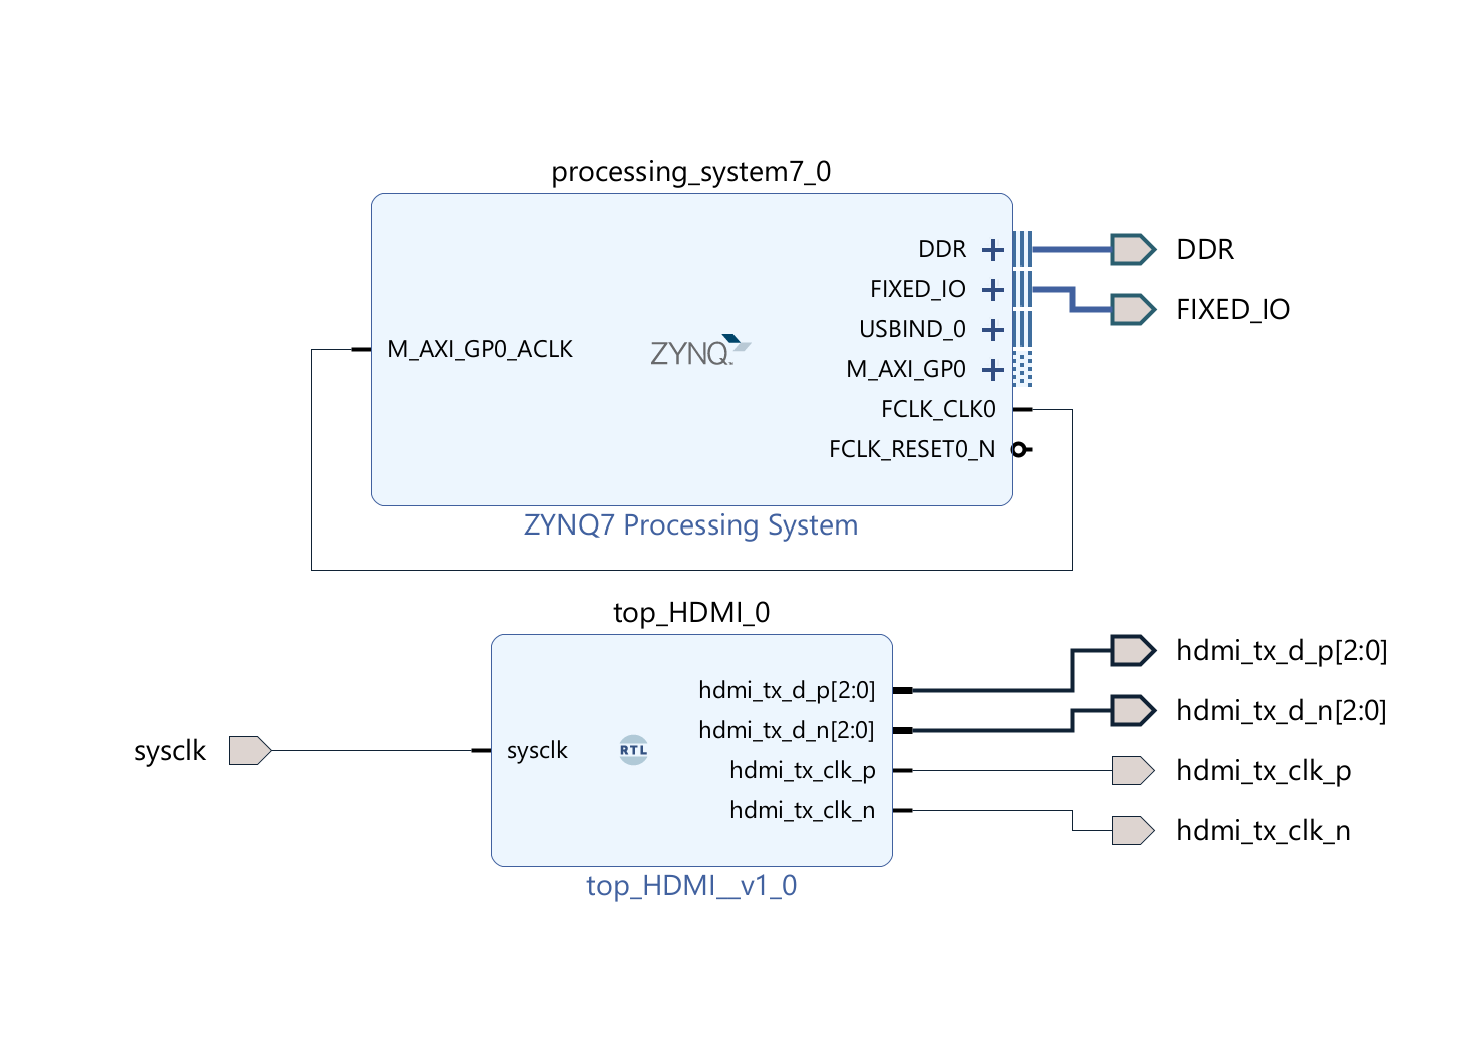 processing_system7_0
DDR
FIXED_IO
USBIND_0
M_AXI_GP0
FCLK_CLK0
FCLK_RESET0_N
M_AXI_GP0_ACLK
ZYNQ
DDR
FIXED_IO
ZYNQ7 Processing System
top_HDMI_0
hdmi_tx_d_p[2:0]
hdmi_tx_d_n[2:0]
hdmi_tx_clk_p
hdmi_tx_clk_n
sysclk
sysclk
RTL
hdmi_tx_d_p[2:0]
hdmi_tx_d_n[2:0]
hdmi_tx_clk_p
hdmi_tx_clk_n
top_HDMI__v1_0